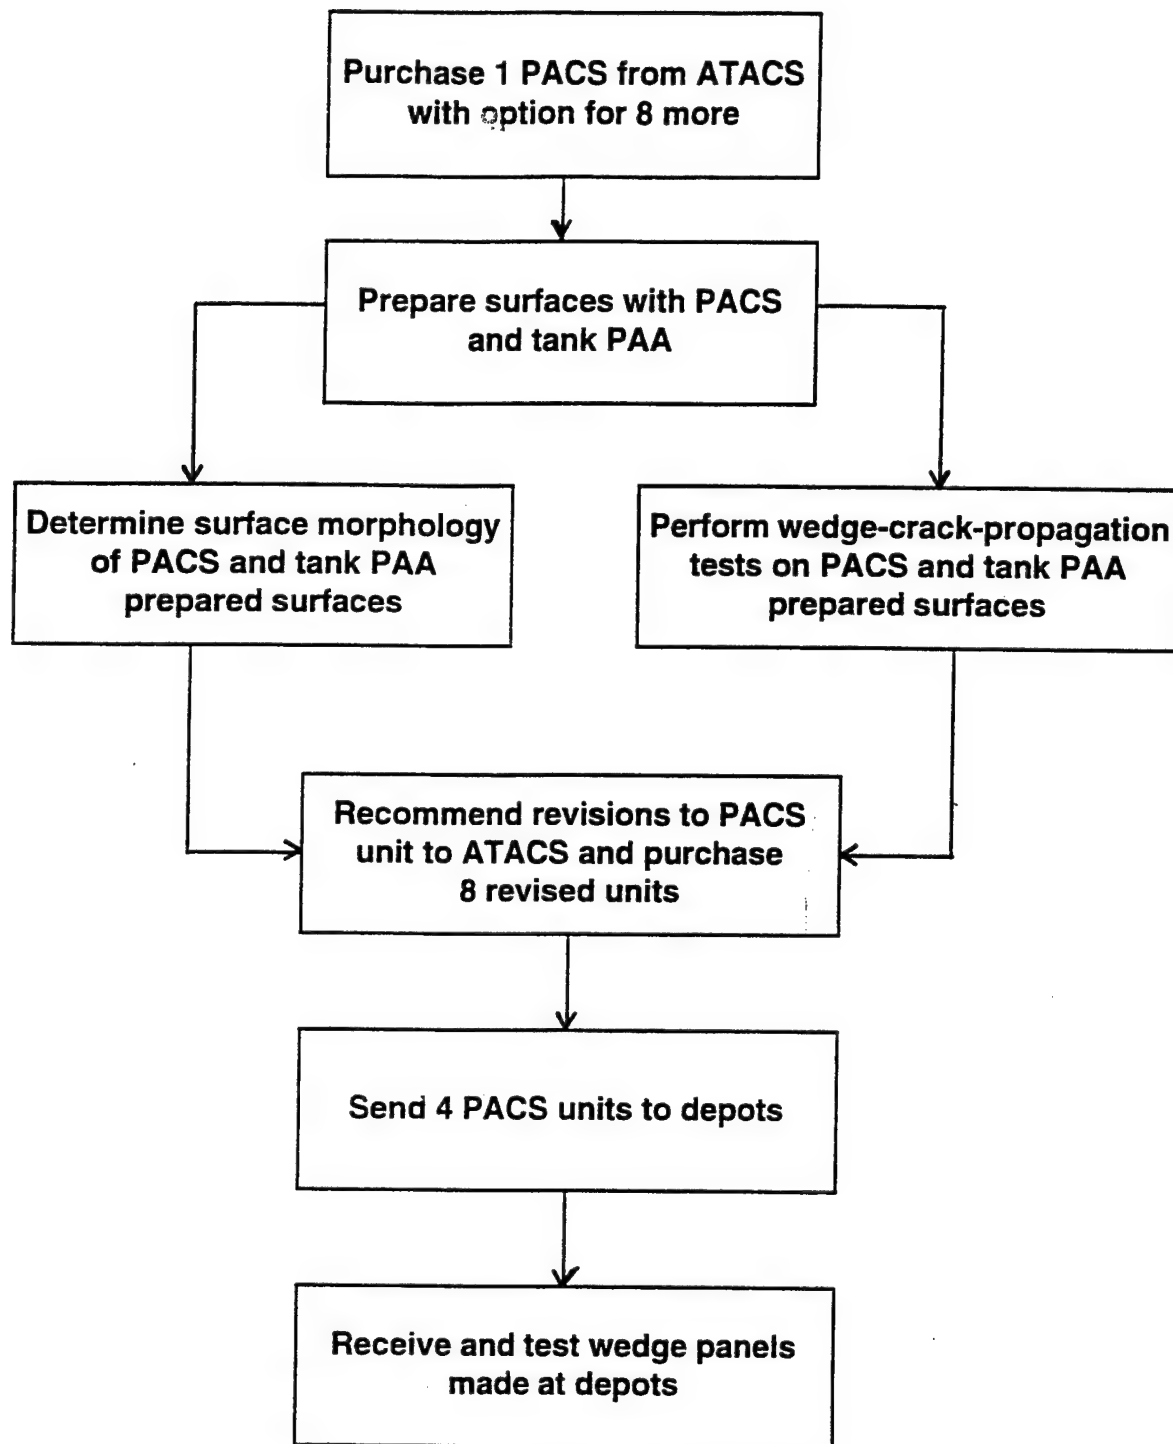 Purchase 1 PACS from ATACS
with option for 8 more
Prepare surfaces with PACS
and tank PAA
Determine surface morphology
of PACS and tank PAA
prepared surfaces
Perform wedge-crack-propagation
tests on PACS and tank PAA
prepared surfaces
Recommend revisions to PACS
unit to ATACS and purchase
8 revised units
Send 4 PACS units to depots
Receive and test wedge panels
made at depots